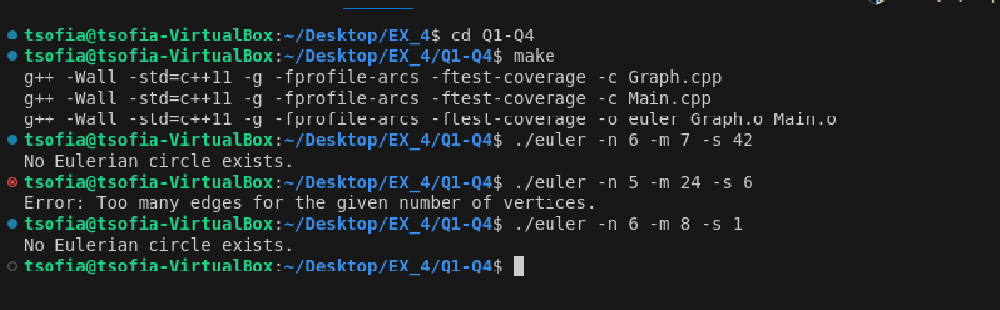 tsofia@tsofia-VirtualBox:~/Desktop/EX_4$ cd Q1-Q4
tsofia@tsofia-VirtualBox:~/Desktop/EX_4/Q1-Q4$ make
g++ -Wall -std=c++11 -g -fprofile-arcs -ftest-coverage -c Graph.cpp
g++ -Wall -std=c++11 -g -fprofile-arcs -ftest-coverage -c Main.cpp
g++ -Wall -std=c++11 -g -fprofile-arcs -ftest-coverage -o euler Graph.o Main.o
tsofia@tsofia-VirtualBox:~/Desktop/EX_4/Q1-Q4$ ./euler -n 6 -m 7 -s 42
No Eulerian circle exists.
tsofia@tsofia-VirtualBox:~/Desktop/EX_4/Q1-Q4$ ./euler -n 5 -m 24 -s 6
Error: Too many edges for the given number of vertices.
tsofia@tsofia-VirtualBox:~/Desktop/EX_4/Q1-Q4$ ./euler -n 6 -m 8 -s 1
No Eulerian circle exists.
tsofia@tsofia-VirtualBox:~/Desktop/EX_4/Q1-Q4$